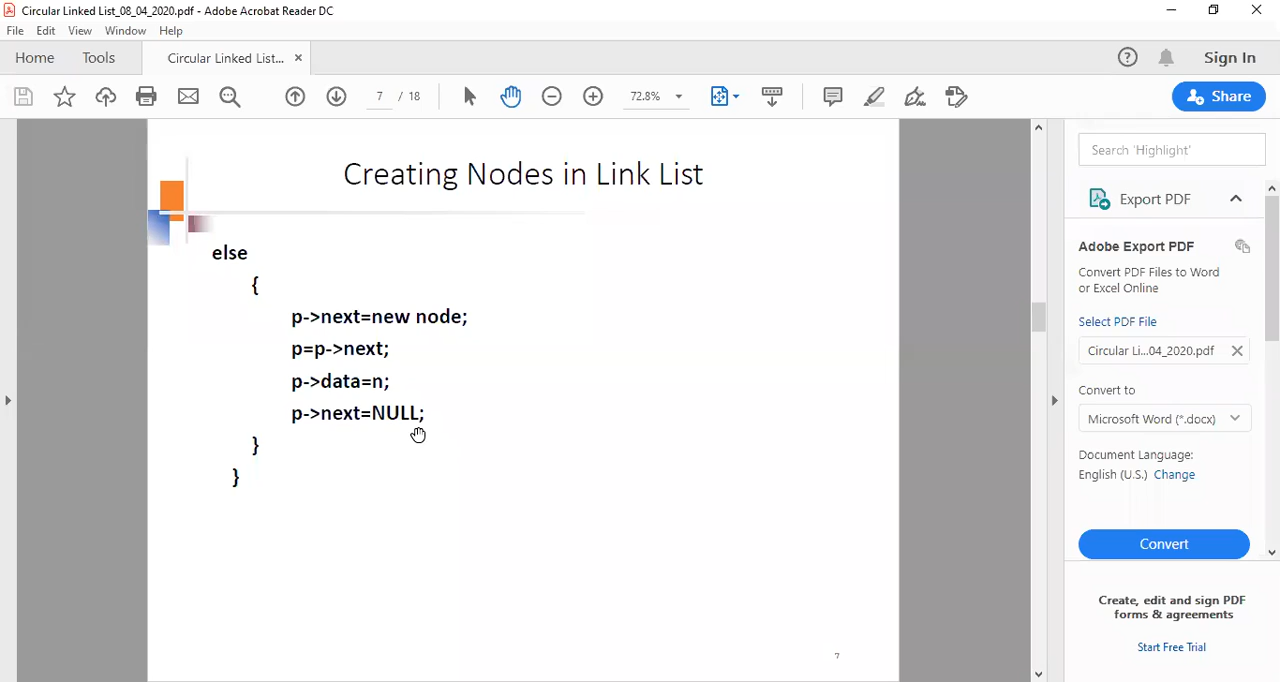 Circular Linked List_08_04_2020.pdf - Adobe Acrobat Reader DC
File Edit View Window Help
Home Tools Circular Linked List... × Sign In
7 / 18 72.8% Share
Creating Nodes in Link List
else
{
p->next=new node;
p=p->next;
p->data=n;
p->next=NULL;
}
}
7
Search 'Highlight'
Export PDF
Adobe Export PDF
Convert PDF Files to Word
or Excel Online
Select PDF File
Circular Li...04_2020.pdf
Convert to
Microsoft Word (*.docx)
Document Language:
English (U.S.) Change
Convert
Create, edit and sign PDF
forms & agreements
Start Free Trial